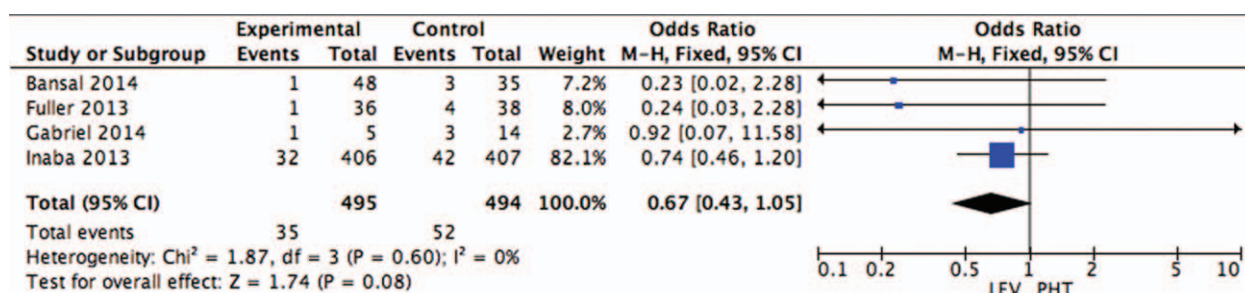 Experimental Control Odds Ratio Odds Ratio
Study or Subgroup Events Total Events Total Weight M-H, Fixed, 95% CI M-H, Fixed, 95% CI
Bansal 2014 1 48 3 35 7.2% 0.23 [0.02, 2.28]
Fuller 2013 1 36 4 38 8.0% 0.24 [0.03, 2.28]
Gabriel 2014 1 5 3 14 2.7% 0.92 [0.07, 11.58]
Inaba 2013 32 406 42 407 82.1% 0.74 [0.46, 1.20]
Total (95% CI) 495 494 100.0% 0.67 [0.43, 1.05]
Total events 35 52
Heterogeneity: Chi² = 1.87, df = 3 (P = 0.60); I² = 0%
Test for overall effect: Z = 1.74 (P = 0.08)
0.1 0.2 0.5 1 2 5 10
LEV PHT